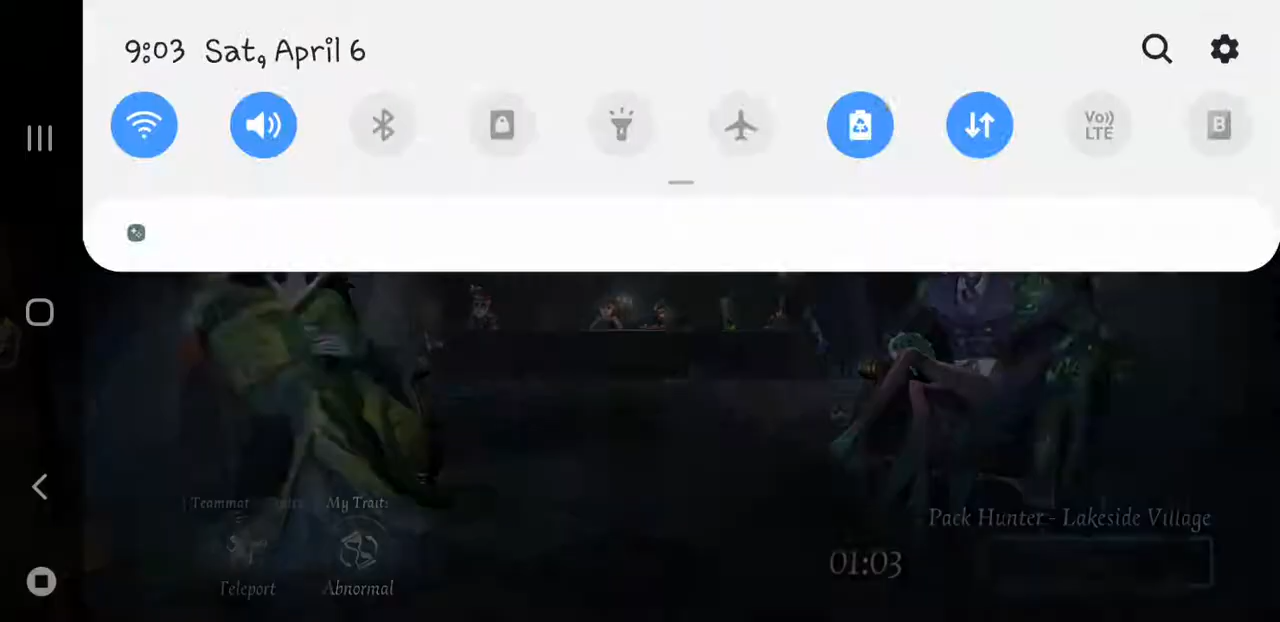 9:03 Sat, April 6
Vo))
LTE
B
Teammat
My Traits
Pack Hunter - Lakeside Village
01:03
Teleport
Abnormal